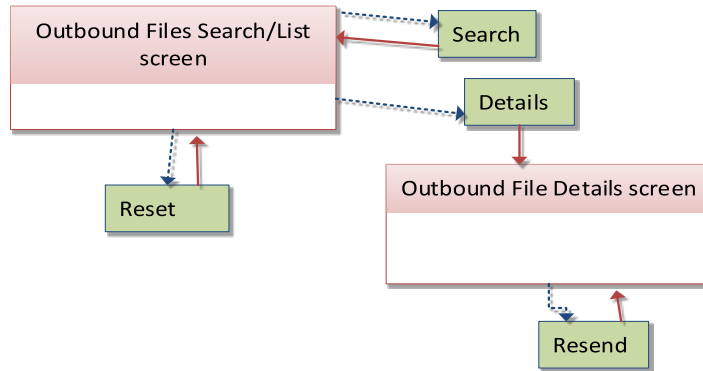 Outbound Files Search/List
screen
Search
Details
Reset
Outbound File Details screen
Resend